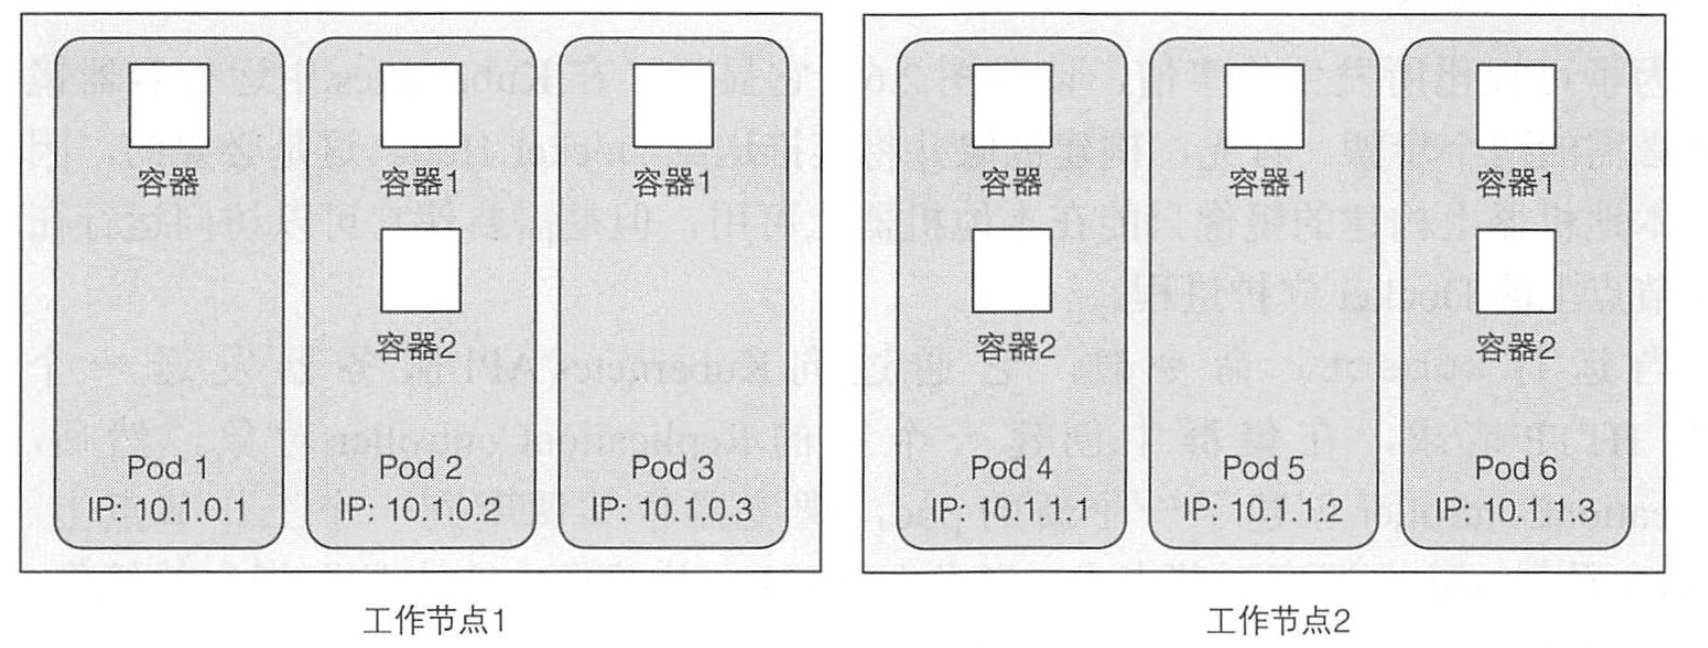 容器
容器1
容器1
容器2
Pod 1
IP: 10.1.0.1
Pod 2
IP: 10.1.0.2
Pod 3
IP: 10.1.0.3
工作节点1
容器
容器1
容器1
容器2
容器2
Pod 4
IP: 10.1.1.1
Pod 5
IP: 10.1.1.2
Pod 6
IP: 10.1.1.3
工作节点2